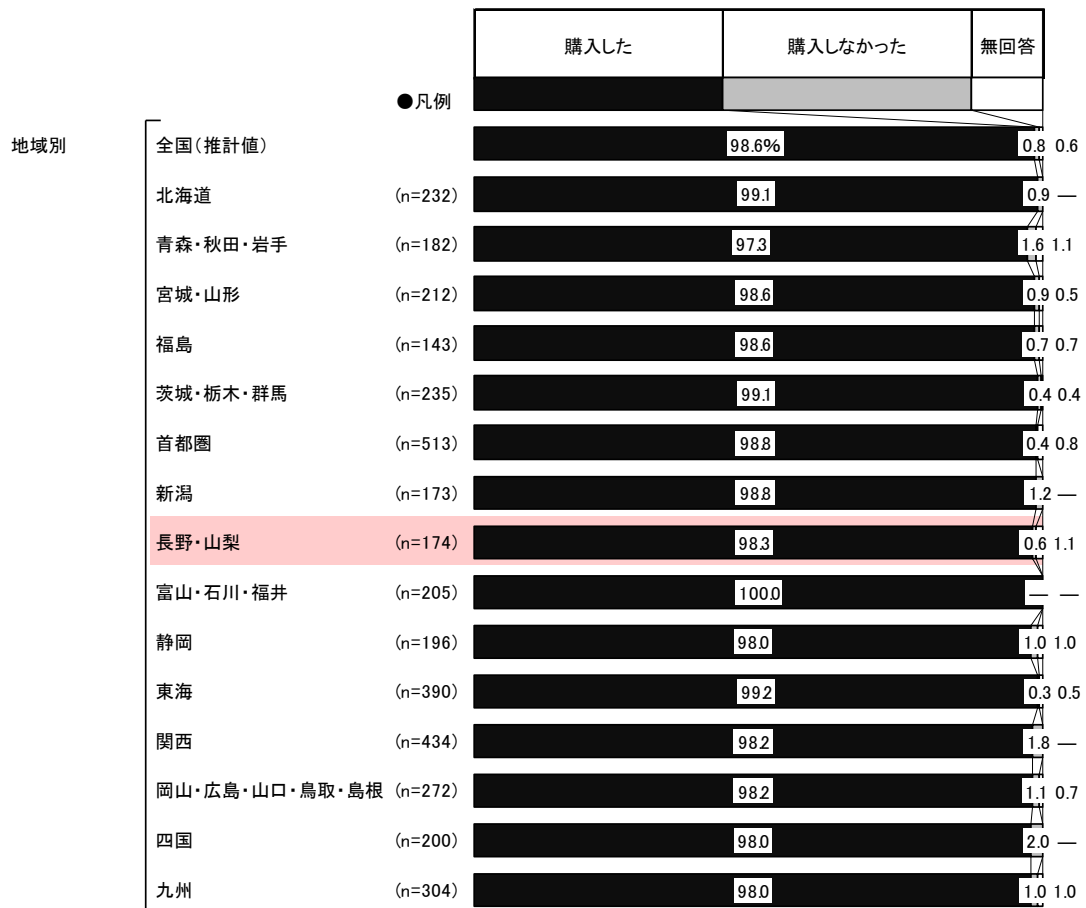 購入した 購入しなかった 無回答
●凡例
地域別 全国(推計値) 98.6% 0.8 0.6
北海道 (n=232) 99.1 0.9 ―
青森・秋田・岩手 (n=182) 97.3 1.6 1.1
宮城・山形 (n=212) 98.6 0.9 0.5
福島 (n=143) 98.6 0.7 0.7
茨城・栃木・群馬 (n=235) 99.1 0.4 0.4
首都圏 (n=513) 98.8 0.4 0.8
新潟 (n=173) 98.8 1.2 ―
長野・山梨 (n=174) 98.3 0.6 1.1
富山・石川・福井 (n=205) 100.0 ― ―
静岡 (n=196) 98.0 1.0 1.0
東海 (n=390) 99.2 0.3 0.5
関西 (n=434) 98.2 1.8 ―
岡山・広島・山口・鳥取・島根 (n=272) 98.2 1.1 0.7
四国 (n=200) 98.0 2.0 ―
九州 (n=304) 98.0 1.0 1.0